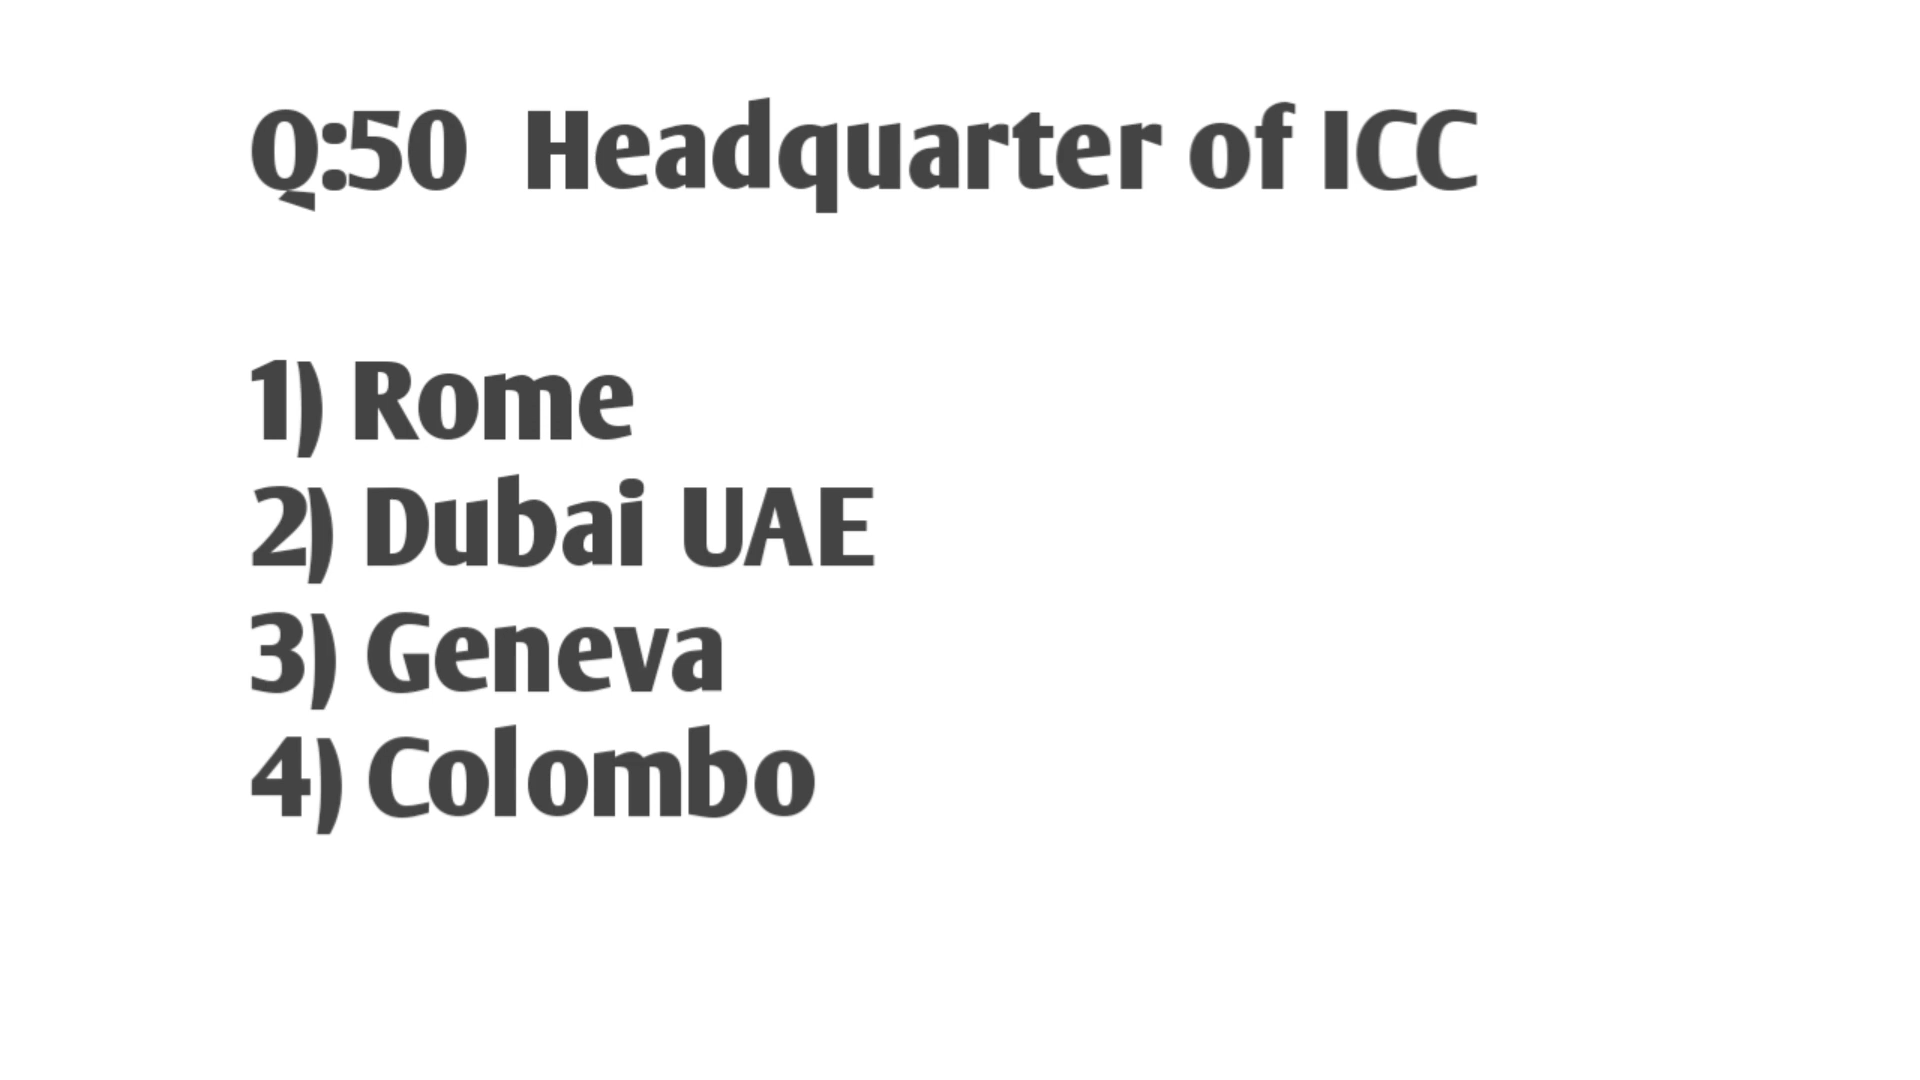 Q:50 Headquarter of ICC
1) Rome
2) Dubai UAE
3) Geneva
4) Colombo